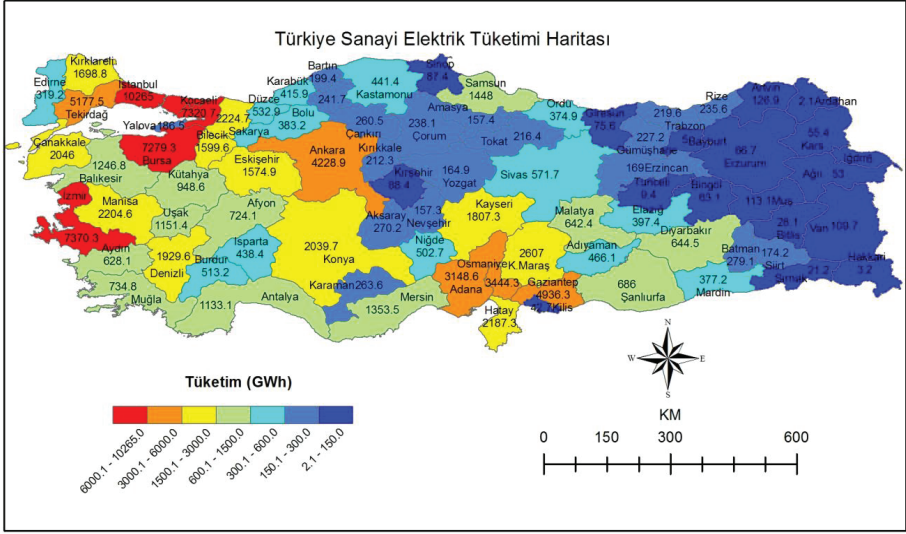 Türkiye Sanayi Elektrik Tüketimi Haritası
Kırklareli
1698.8
Edirne
319.2
5177.5
Tekirdağ
İstanbul
10265
Kocaeli
7320.7
Yalova 186.5
2224.7
Sakarya
Düzce
532.9
Bolu
383.2
Karabük
415.9
Bartın
199.4
241.7
441.4
Kastamonu
Sinop
87.4
Samsun
1448
Amasya
157.4
Ordu
374.9
Giresun
75.6
219.6
Trabzon
Rize
235.6
Artvin
126.9
2.1 Ardahan
55.4
Kars
Iğdır
Ağrı
53
66.7
Erzurum
Bayburt
227.2
Gümüşhane
169 Erzincan
Tunceli
9.4
Bingöl
63.1
113.1 Muş
28.1
Bitlis
Van 109.7
Hakkari
3.2
21.2
Şırnak
174.2
Siirt
Batman
279.1
377.2
Mardin
Diyarbakır
644.5
Elazığ
397.4
Malatya
642.4
Adıyaman
466.1
686
Şanlıurfa
Gaziantep
4936.3
42.7 Kilis
2607
K.Maraş
Osmaniye
3444.3
3148.6
Adana
Hatay
2187.3
Mersin
1353.5
Karaman 263.6
2039.7
Konya
Niğde
502.7
157.3
Nevşehir
Aksaray
270.2
Kayseri
1807.3
Sivas 571.7
216.4
Tokat
164.9
Yozgat
238.1
Çorum
260.5
Çankırı
Kırıkkale
212.3
Kırşehir
88.4
Ankara
4228.9
Eskişehir
1574.9
Bilecik
1599.6
7279.3
Bursa
Çanakkale
2046
1246.8
Balıkesir
Kütahya
948.6
Afyon
724.1
Uşak
1151.4
Manisa
2204.6
İzmir
7370.3
Aydın
628.1
1929.6
Denizli
Burdur
513.2
Isparta
438.4
734.8
Muğla
1133.1
Antalya
N
W
E
S
Tüketim (GWh)
6000.1 - 10265.0
3000.1 - 6000.0
1500.1 - 3000.0
600.1 - 1500.0
300.1 - 600.0
150.1 - 300.0
2.1 - 150.0
KM
0 150 300 600